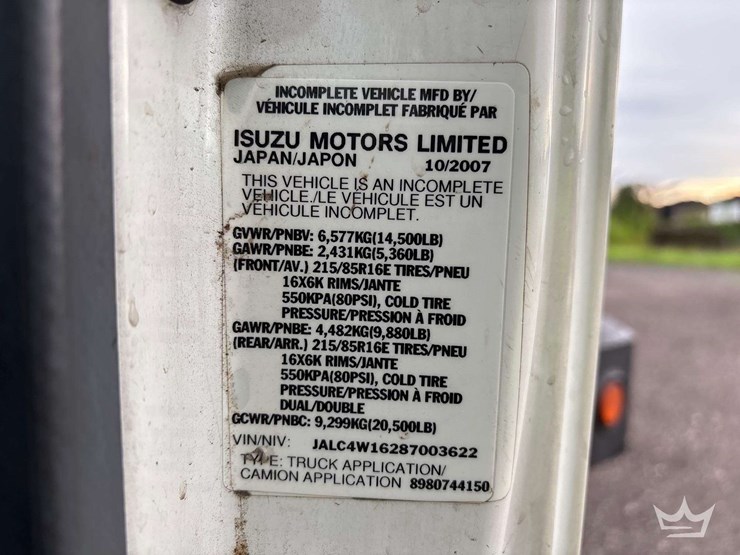 INCOMPLETE VEHICLE MFD BY/
VÉHICULE INCOMPLET FABRIQUÉ PAR
ISUZU MOTORS LIMITED
JAPAN/JAPON 10/2007
THIS VEHICLE IS AN INCOMPLETE
VEHICLE./LE VÉHICULE EST UN
VÉHICULE INCOMPLET.
GVWR/PNBV: 6,577KG(14,500LB)
GAWR/PNBE: 2,431KG(5,360LB)
(FRONT/AV.) 215/85R16E TIRES/PNEU
16X6K RIMS/JANTE
550KPA(80PSI), COLD TIRE
PRESSURE/PRESSION À FROID
GAWR/PNBE: 4,482KG(9,880LB)
(REAR/ARR.) 215/85R16E TIRES/PNEU
16X6K RIMS/JANTE
550KPA(80PSI), COLD TIRE
PRESSURE/PRESSION À FROID
DUAL/DOUBLE
GCWR/PNBC: 9,299KG(20,500LB)
VIN/NIV: JALC4W16287003622
TYPE: TRUCK APPLICATION/
CAMION APPLICATION 8980744150